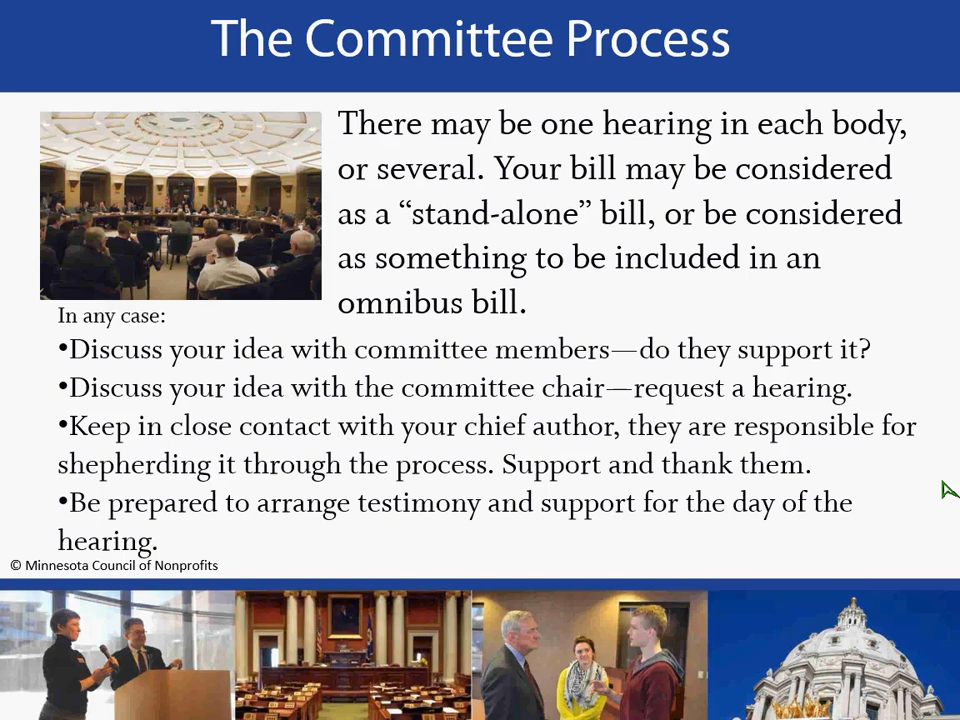 The Committee Process
There may be one hearing in each body,
or several. Your bill may be considered
as a “stand-alone” bill, or be considered
as something to be included in an
omnibus bill.
In any case:
•Discuss your idea with committee members—do they support it?
•Discuss your idea with the committee chair—request a hearing.
•Keep in close contact with your chief author, they are responsible for
shepherding it through the process. Support and thank them.
•Be prepared to arrange testimony and support for the day of the
hearing.
© Minnesota Council of Nonprofits